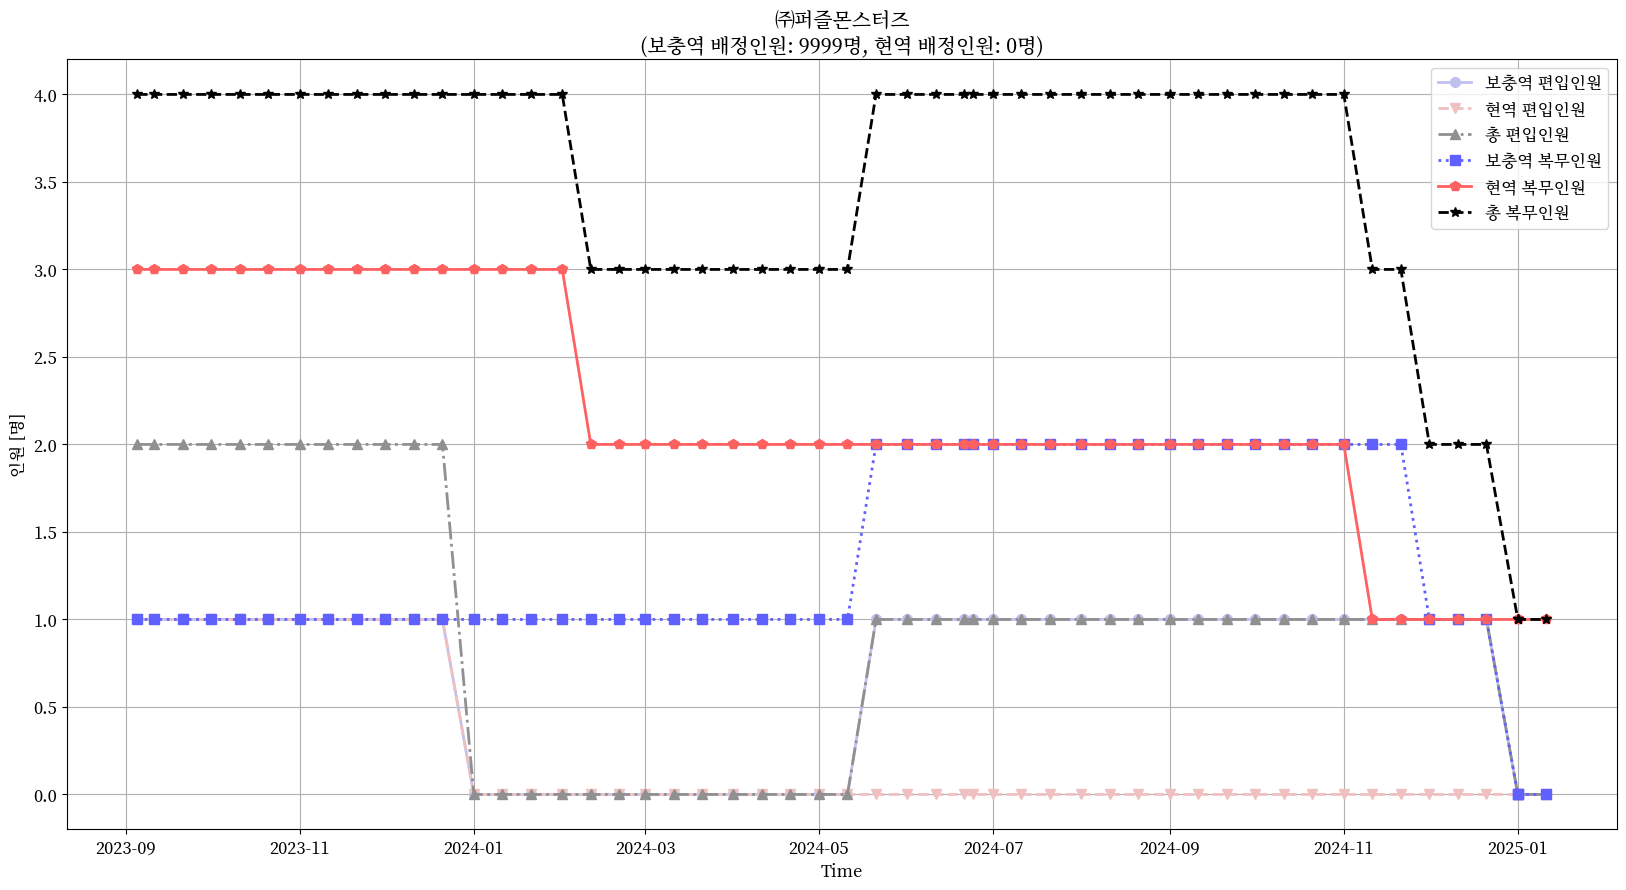 ㈜퍼즐몬스터즈
(보충역 배정인원: 9999명, 현역 배정인원: 0명)
보충역 편입인원
현역 편입인원
총 편입인원
보충역 복무인원
현역 복무인원
총 복무인원
인원 [명]
4.0
3.5
3.0
2.5
2.0
1.5
1.0
0.5
0.0
2023-09 2023-11 2024-01 2024-03 2024-05 2024-07 2024-09 2024-11 2025-01
Time